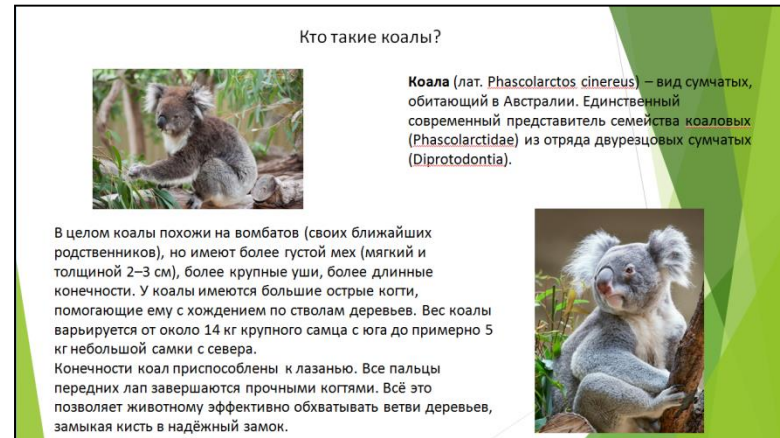 Кто такие коалы?
Коала (лат. Phascolarctos cinereus) – вид сумчатых,
обитающий в Австралии. Единственный
современный представитель семейства коаловых
(Phascolarctidae) из отряда двурезцовых сумчатых
(Diprotodontia).
В целом коалы похожи на вомбатов (своих ближайших
родственников), но имеют более густой мех (мягкий и
толщиной 2–3 см), более крупные уши, более длинные
конечности. У коалы имеются большие острые когти,
помогающие ему с хождением по стволам деревьев. Вес коалы
варьируется от около 14 кг крупного самца с юга до примерно 5
кг небольшой самки с севера.
Конечности коал приспособлены к лазанью. Все пальцы
передних лап завершаются прочными когтями. Всё это
позволяет животному эффективно обхватывать ветви деревьев,
замыкая кисть в надёжный замок.